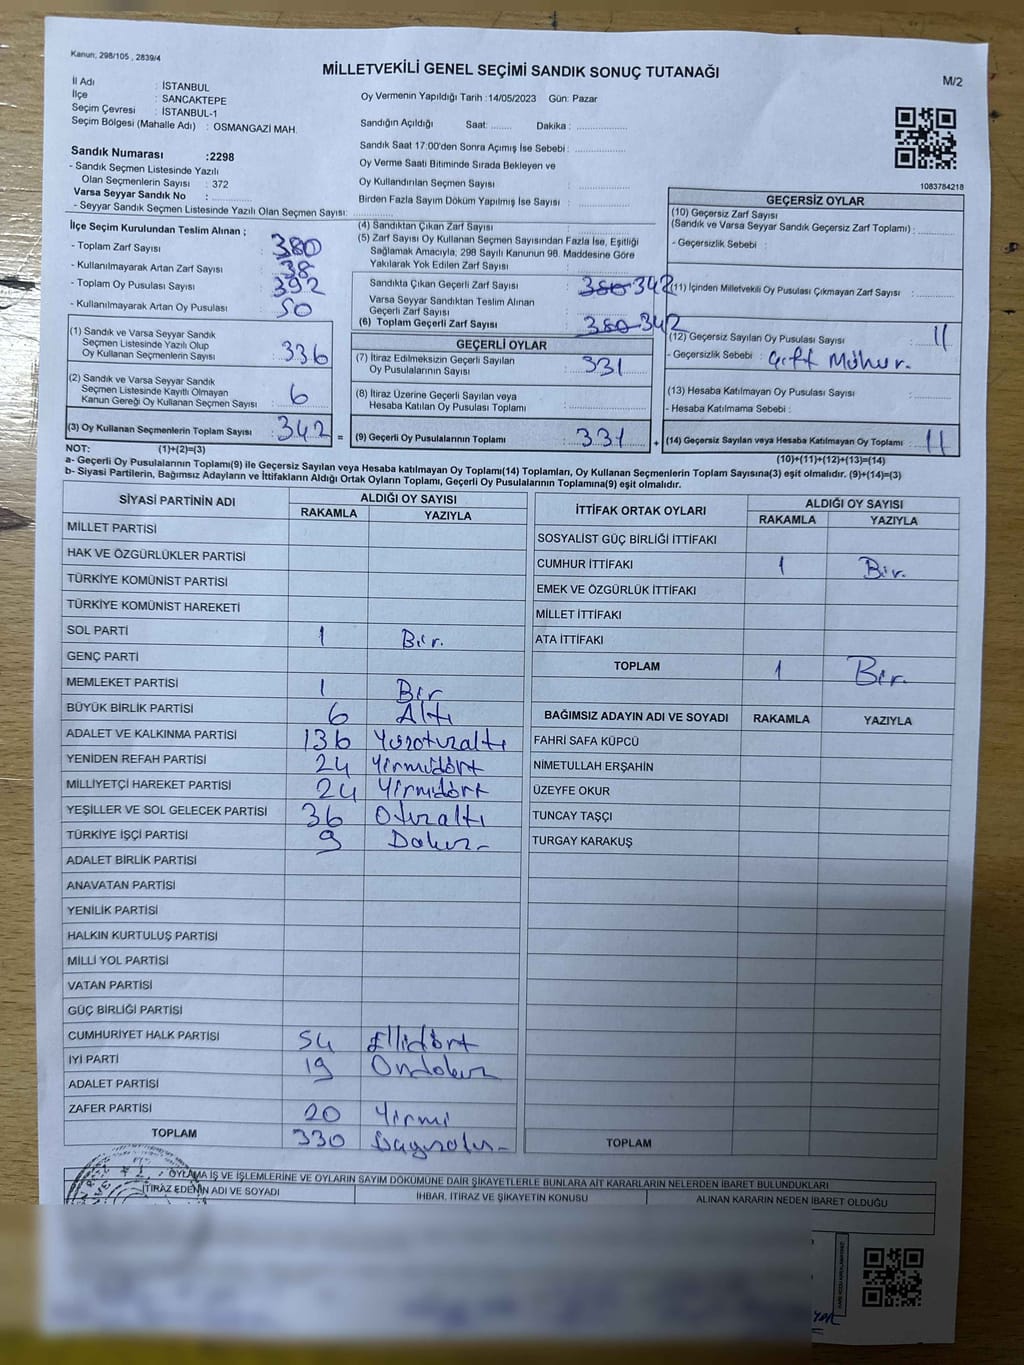 Kanun; 298/105 , 2839/4
MİLLETVEKİLİ GENEL SEÇİMİ SANDIK SONUÇ TUTANAĞI
M/2
İl Adı : İSTANBUL
İlçe : SANCAKTEPE
Seçim Çevresi : İSTANBUL-1
Seçim Bölgesi (Mahalle Adı) : OSMANGAZİ MAH.
Oy Vermenin Yapıldığı Tarih :14/05/2023 Gün: Pazar
Sandığın Açıldığı Saat: ........ Dakika : ....................
Sandık Saat 17:00'den Sonra Açımış İse Sebebi : ....................
Oy Verme Saati Bitiminde Sırada Bekleyen ve
Oy Kullandırılan Seçmen Sayısı : ....................
Birden Fazla Sayım Döküm Yapılmış İse Sayısı : ....................
1083784218
Sandık Numarası :2298
- Sandık Seçmen Listesinde Yazılı
Olan Seçmenlerin Sayısı : 372
Varsa Seyyar Sandık No : ....................
- Seyyar Sandık Seçmen Listesinde Yazılı Olan Seçmen Sayısı: ....................
İlçe Seçim Kurulundan Teslim Alınan ;
- Toplam Zarf Sayısı : 380
- Kullanılmayarak Artan Zarf Sayısı : 38
- Toplam Oy Pusulası Sayısı : 392
- Kullanılmayarak Artan Oy Pusulası : 50
(1) Sandık ve Varsa Seyyar Sandık
Seçmen Listesinde Yazılı Olup
Oy Kullanan Seçmenlerin Sayısı : 336
(2) Sandık ve Varsa Seyyar Sandık
Seçmen Listesinde Kayıtlı Olmayan
Kanun Gereği Oy Kullanan Seçmen Sayısı : 6
(3) Oy Kullanan Seçmenlerin Toplam Sayısı : 342
(4) Sandıktan Çıkan Zarf Sayısı : ....................
(5) Zarf Sayısı Oy Kullanan Seçmen Sayısından Fazla İse, Eşitliği
Sağlamak Amacıyla; 298 Sayılı Kanunun 98. Maddesine Göre
Yakılarak Yok Edilen Zarf Sayısı : ....................
Sandıkta Çıkan Geçerli Zarf Sayısı : 380 342
Varsa Seyyar Sandıktan Teslim Alınan
Geçerli Zarf Sayısı : ....................
(6) Toplam Geçerli Zarf Sayısı : 380 342
GEÇERLİ OYLAR
(7) İtiraz Edilmeksizin Geçerli Sayılan
Oy Pusulalarının Sayısı : 331
(8) İtiraz Üzerine Geçerli Sayılan veya
Hesaba Katılan Oy Pusulası Toplamı : ....................
= (9) Geçerli Oy Pusulalarının Toplamı : 331
GEÇERSİZ OYLAR
(10) Geçersiz Zarf Sayısı
(Sandık ve Varsa Seyyar Sandık Geçersiz Zarf Toplamı) : ............
- Geçersizlik Sebebi :
(11) İçinden Milletvekili Oy Pusulası Çıkmayan Zarf Sayısı : ............
(12) Geçersiz Sayılan Oy Pusulası Sayısı : 11
- Geçersizlik Sebebi : Çift Mühür.
(13) Hesaba Katılmayan Oy Pusulası Sayısı : ............
- Hesaba Katılmama Sebebi :
+ (14) Geçersiz Sayılan veya Hesaba Katılmayan Oy Toplamı : 11
NOT: (1)+(2)=(3)
(10)+(11)+(12)+(13)=(14)
a- Geçerli Oy Pusulalarının Toplamı(9) ile Geçersiz Sayılan veya Hesaba katılmayan Oy Toplamı(14) Toplamları, Oy Kullanan Seçmenlerin Toplam Sayısına(3) eşit olmalıdır. (9)+(14)=(3)
b- Siyasi Partilerin, Bağımsız Adayların ve İttifakların Aldığı Ortak Oyların Toplamı, Geçerli Oy Pusulalarının Toplamına(9) eşit olmalıdır.
SİYASİ PARTİNİN ADI ALDIĞI OY SAYISI
RAKAMLA YAZIYLA
MİLLET PARTİSİ
HAK VE ÖZGÜRLÜKLER PARTİSİ
TÜRKİYE KOMÜNİST PARTİSİ
TÜRKİYE KOMÜNİST HAREKETİ
SOL PARTİ 1 Bir.
GENÇ PARTİ
MEMLEKET PARTİSİ 1 Bir
BÜYÜK BİRLİK PARTİSİ 6 Altı
ADALET VE KALKINMA PARTİSİ 136 Yüzotuzaltı
YENİDEN REFAH PARTİSİ 24 Yirmidört
MİLLİYETÇİ HAREKET PARTİSİ 24 Yirmidört
YEŞİLLER VE SOL GELECEK PARTİSİ 36 Otuzaltı
TÜRKİYE İŞÇİ PARTİSİ 9 Dokuz
ADALET BİRLİK PARTİSİ
ANAVATAN PARTİSİ
YENİLİK PARTİSİ
HALKIN KURTULUŞ PARTİSİ
MİLLİ YOL PARTİSİ
VATAN PARTİSİ
GÜÇ BİRLİĞİ PARTİSİ
CUMHURİYET HALK PARTİSİ 54 Ellidört
İYİ PARTİ 19 Ondokuz
ADALET PARTİSİ
ZAFER PARTİSİ 20 Yirmi
TOPLAM 330
İTTİFAK ORTAK OYLARI ALDIĞI OY SAYISI
RAKAMLA YAZIYLA
SOSYALİST GÜÇ BİRLİĞİ İTTİFAKI
CUMHUR İTTİFAKI 1 Bir.
EMEK VE ÖZGÜRLÜK İTTİFAKI
MİLLET İTTİFAKI
ATA İTTİFAKI
TOPLAM 1 Bir.
BAĞIMSIZ ADAYIN ADI VE SOYADI RAKAMLA YAZIYLA
FAHRİ SAFA KÜPCÜ
NİMETULLAH ERŞAHİN
ÜZEYFE OKUR
TUNCAY TAŞÇI
TURGAY KARAKUŞ
TOPLAM
OYLAMA İŞ VE İŞLEMLERİNE VE OYLARIN SAYIM DÖKÜMÜNE DAİR ŞİKAYETLERLE BUNLARA AİT KARARLARIN NELERDEN İBARET BULUNDUKLARI
İTİRAZ EDENİN ADI VE SOYADI İHBAR, İTİRAZ VE ŞİKAYETİN KONUSU ALINAN KARARIN NEDEN İBARET OLDUĞU